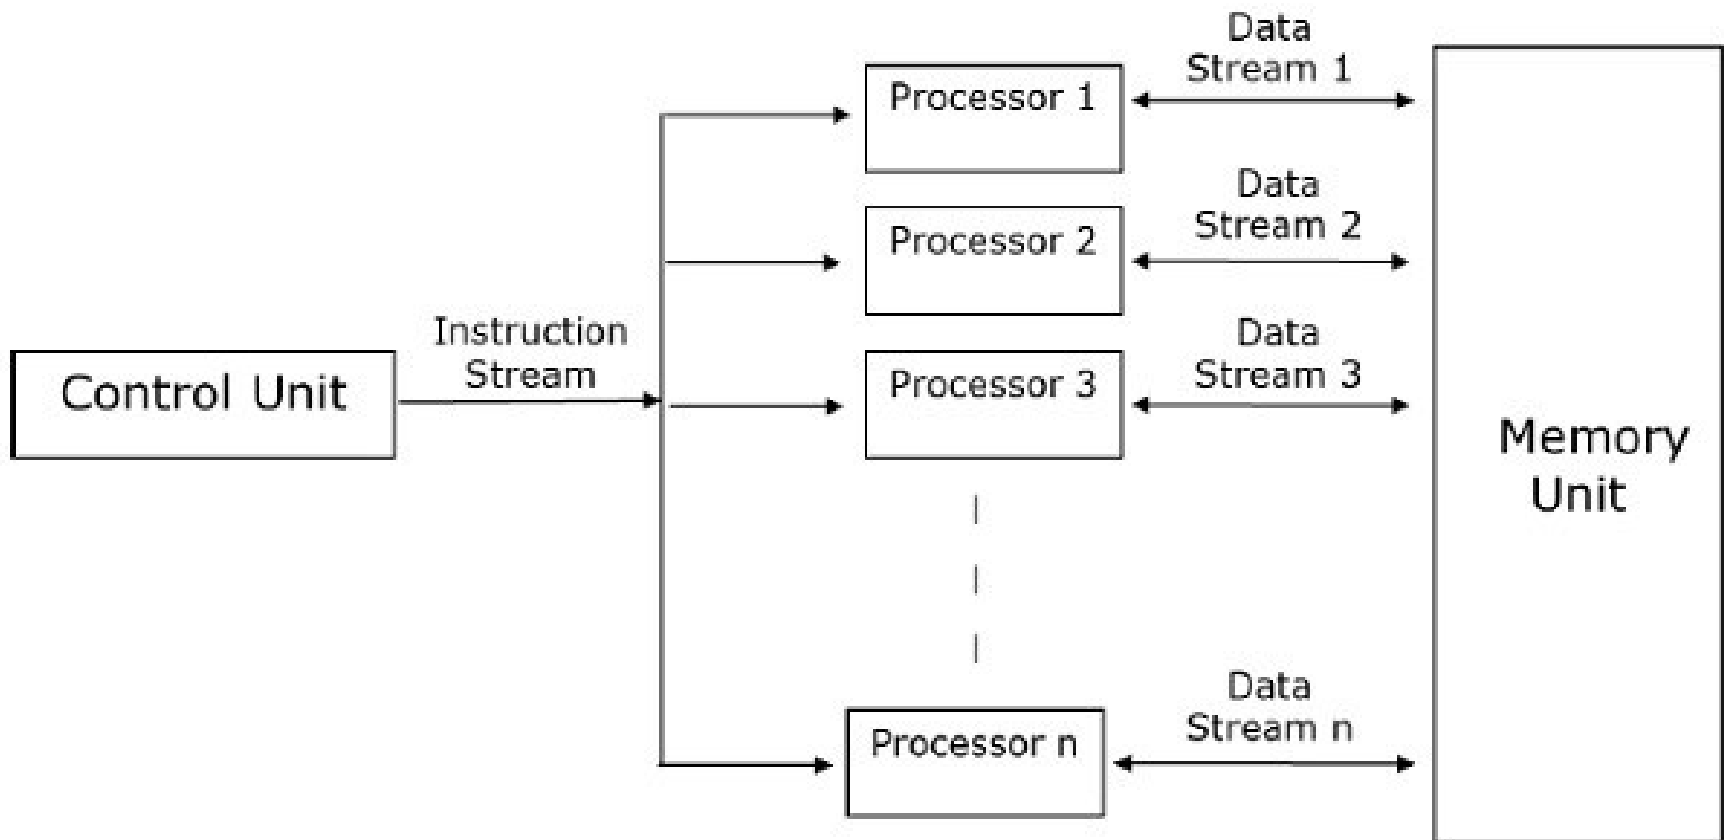 Data
Stream 1
Processor 1
Data
Stream 2
Processor 2
Instruction
Stream
Control Unit
Data
Stream 3
Processor 3
Memory
Unit
Data
Stream n
Processor n